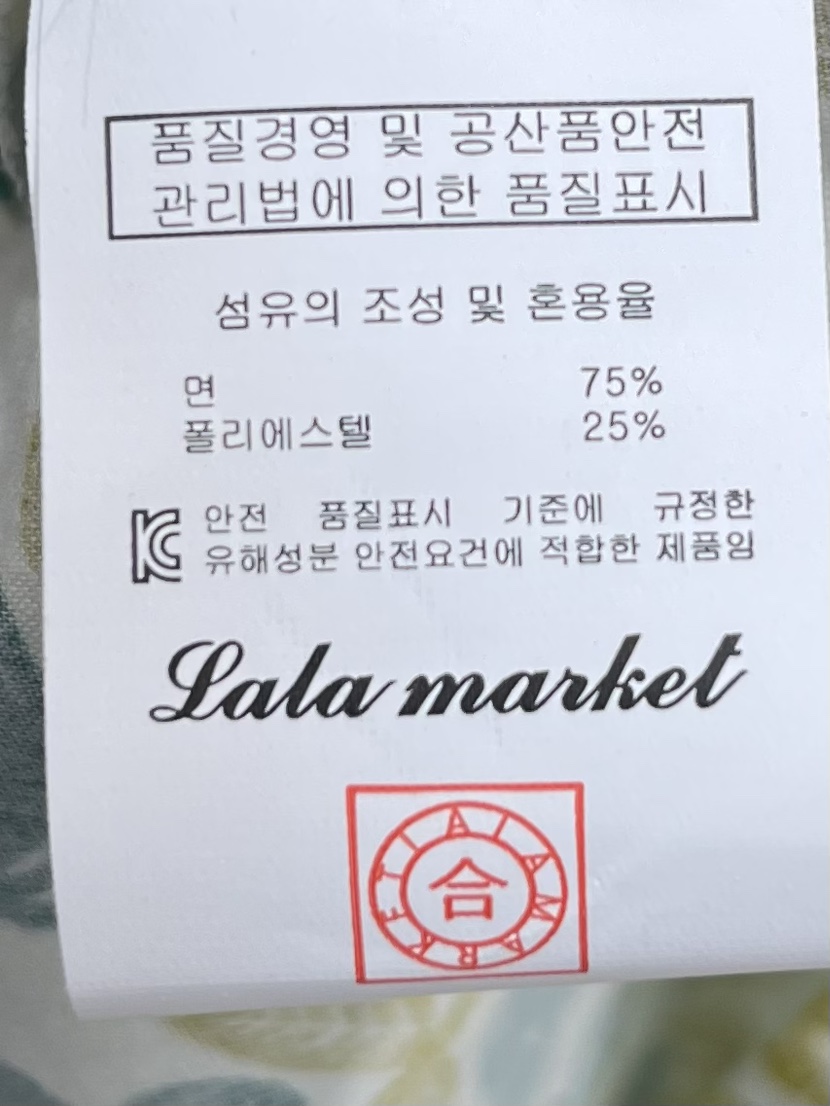 품질경영 및 공산품안전
관리법에 의한 품질표시
섬유의 조성 및 혼용율
면 75%
폴리에스텔 25%
KC 안전 품질표시 기준에 규정한
유해성분 안전요건에 적합한 제품임
Lala market
LALAMARKET
合